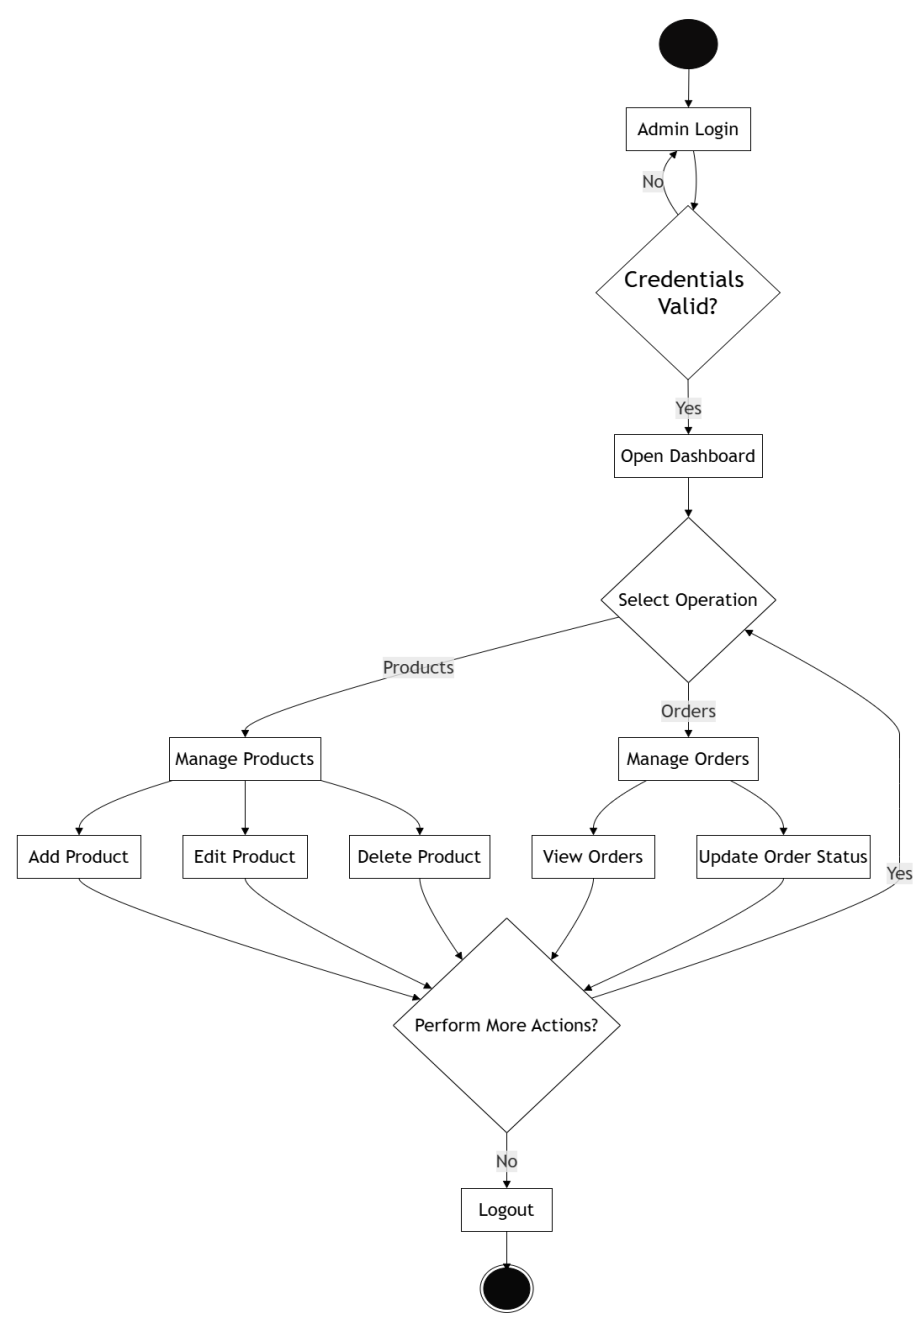 Admin Login
No
Credentials
Valid?
Yes
Open Dashboard
Select Operation
Products
Orders
Manage Products
Manage Orders
Add Product
Edit Product
Delete Product
View Orders
Update Order Status
Yes
Perform More Actions?
No
Logout